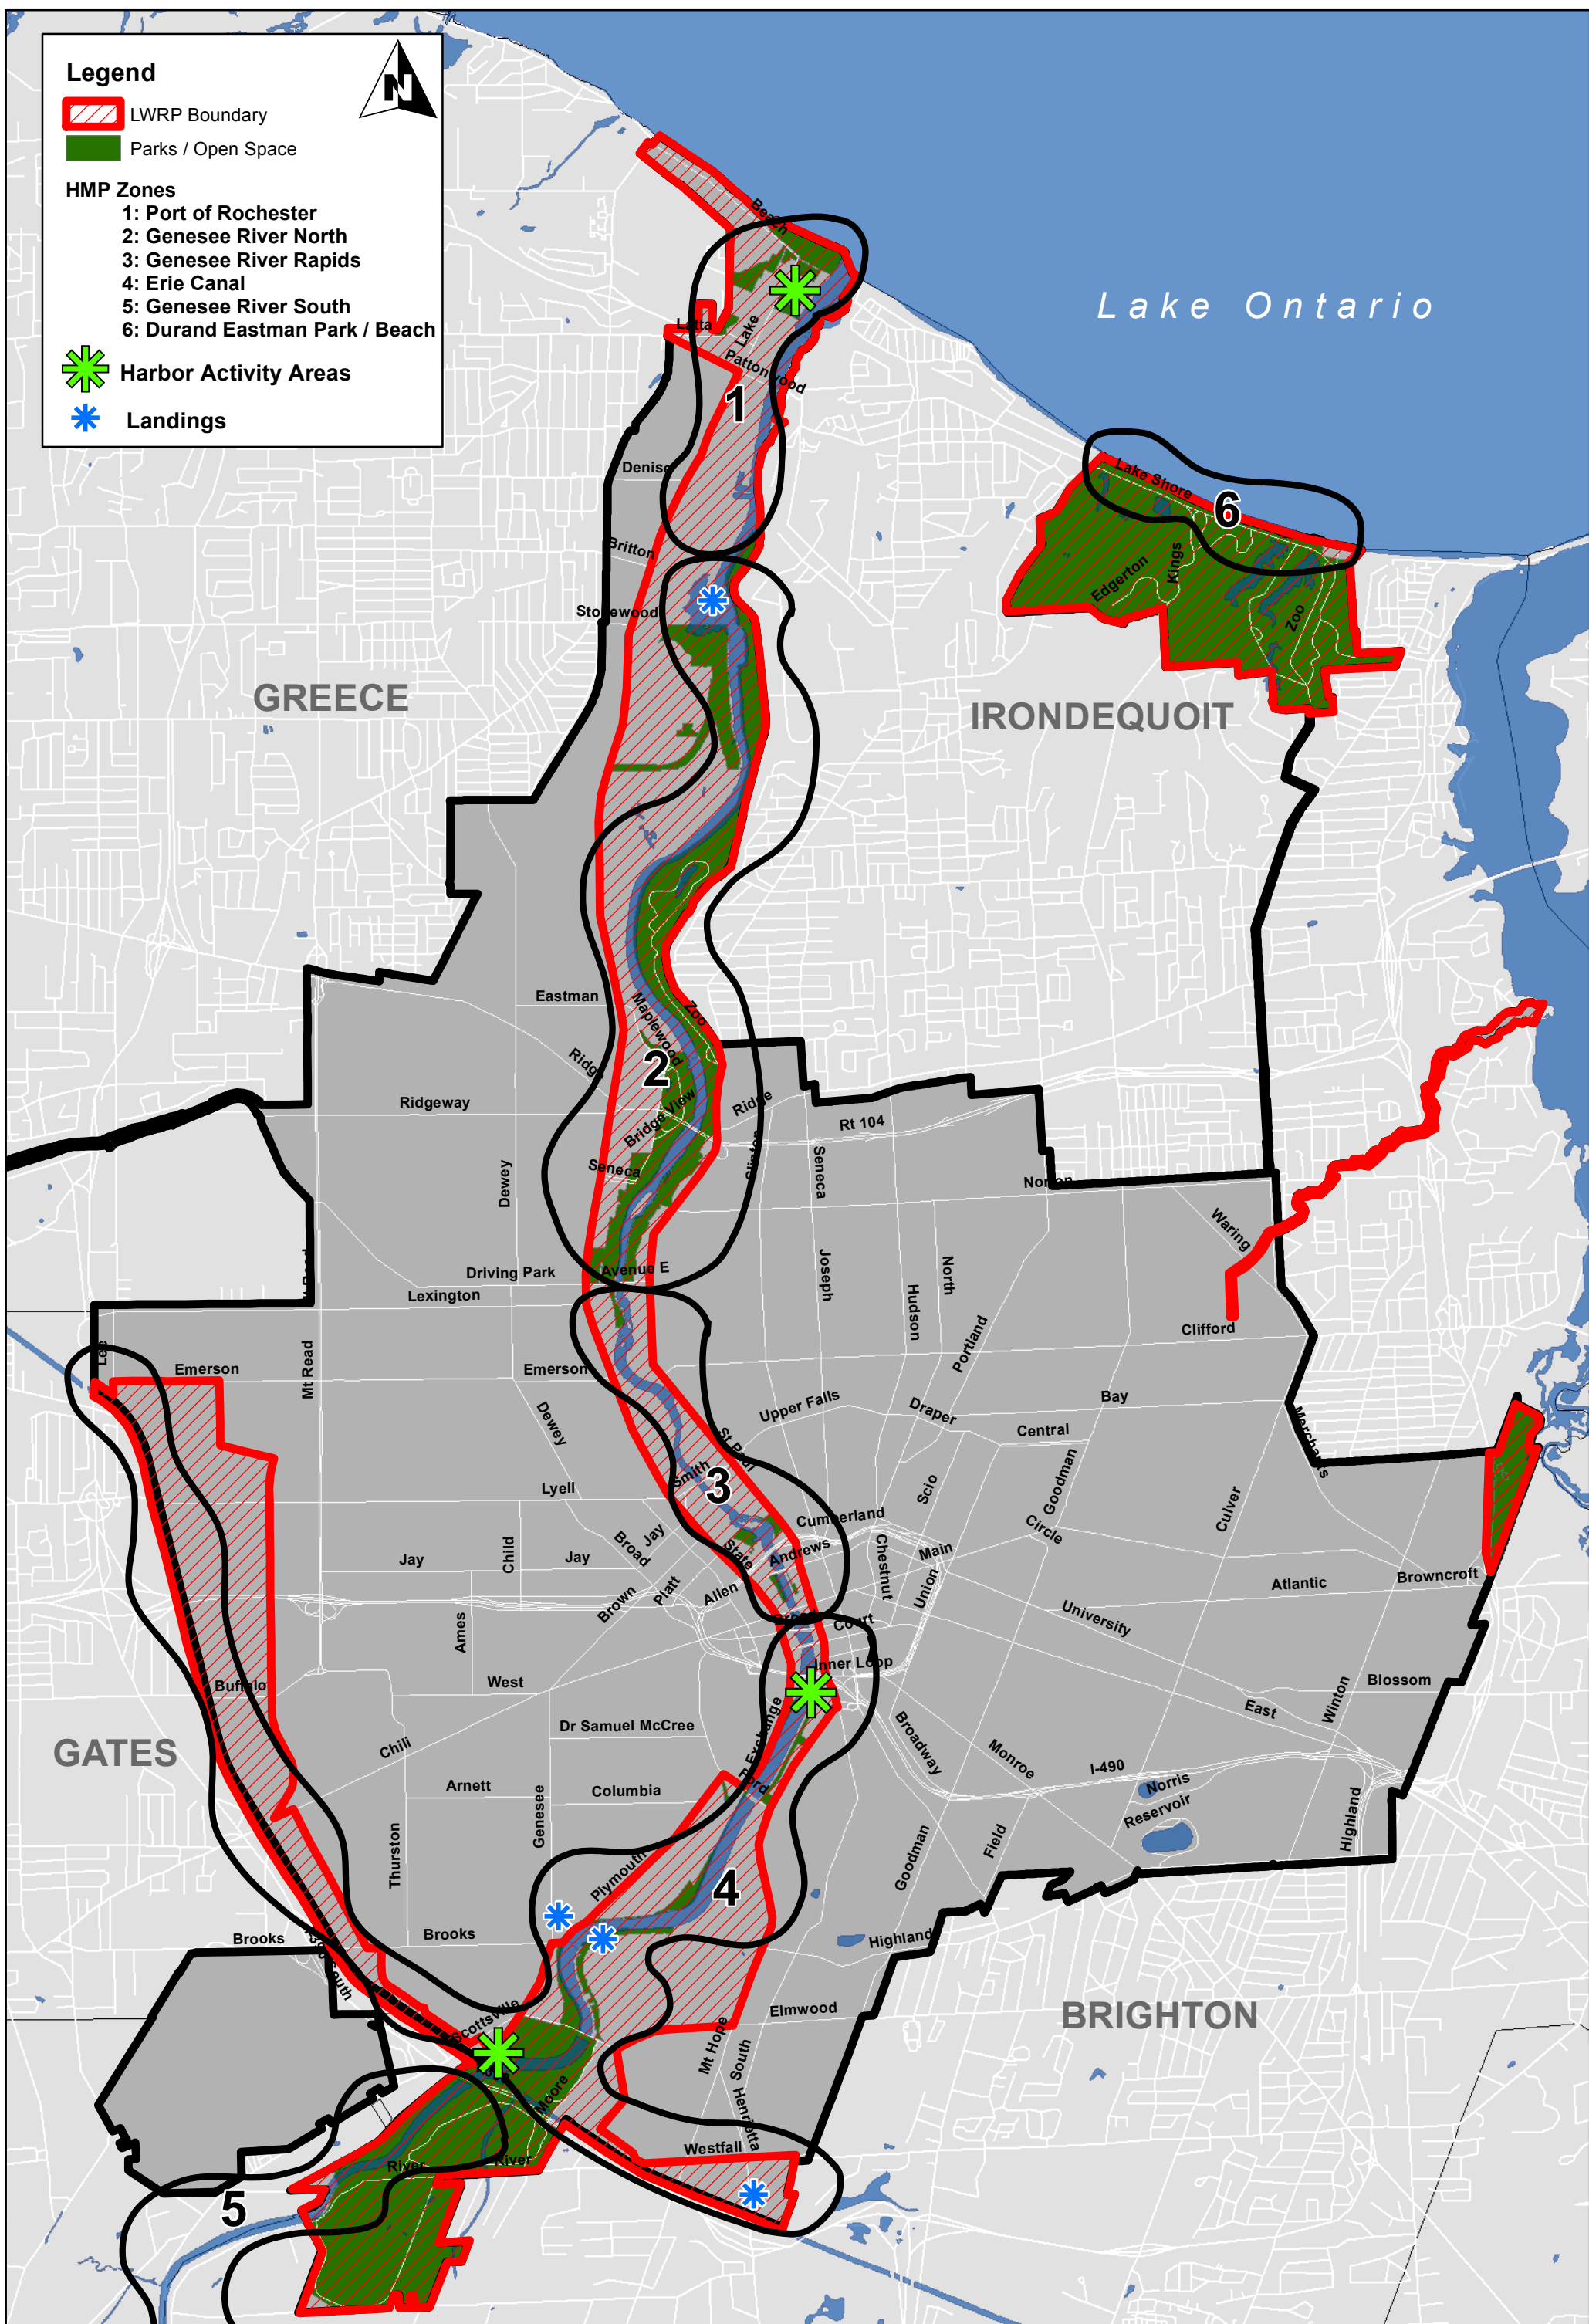 Legend
N
LWRP Boundary
Parks / Open Space
HMP Zones
1: Port of Rochester
2: Genesee River North
3: Genesee River Rapids
4: Erie Canal
5: Genesee River South
6: Durand Eastman Park / Beach
Harbor Activity Areas
Landings
Beach
Lake Ontario
Latta
Lake
Pattonwood
1
Denise
Lake Shore
6
Britton
Kings
Edgerton
Stonewood
Zoo
GREECE
IRONDEQUOIT
Eastman
Maplewood
Zoo
Ridge
2
Ridgeway
Bridge View
Ridge
Rt 104
Clinton
Seneca
Seneca
Dewey
Norton
Waring
Avenue E
Driving Park
Joseph
North
Lexington
Hudson
Portland
Clifford
Lee
Emerson
Mt Read
Emerson
Bay
Upper Falls
Draper
Central
Dewey
St Paul
Merchants
Goodman
Smith
3
Lyell
Scio
Culver
Cumberland
Circle
Jay
Broad
State
Andrews
Chestnut
Main
Jay
Child
Jay
Union
Atlantic
Browncroft
Platt
Allen
Brown
University
Ames
Court
Inner Loop
Buffalo
West
Blossom
East
Winton
Dr Samuel McCree
Exchange
Broadway
Monroe
GATES
Chili
I-490
Norris
Arnett
Columbia
Ford
Reservoir
Genesee
Highland
Thurston
Goodman
Field
Plymouth
4
Brooks
Brooks
Highland
Scottsville
Elmwood
BRIGHTON
Mt Hope
South
Moore
Henrietta
Westfall
River
River
5